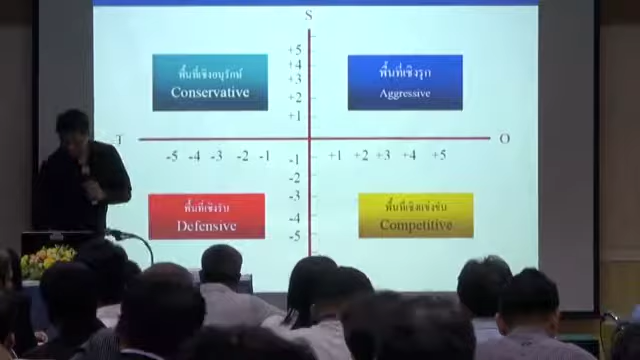 S
+5
+4
+3
+2
+1
พื้นที่เชิงอนุรักษ์
Conservative
พื้นที่เชิงรุก
Aggressive
T
O
-5 -4 -3 -2 -1
+1 +2 +3 +4 +5
-1
-2
-3
-4
-5
พื้นที่เชิงรับ
Defensive
พื้นที่เชิงแข่งขัน
Competitive